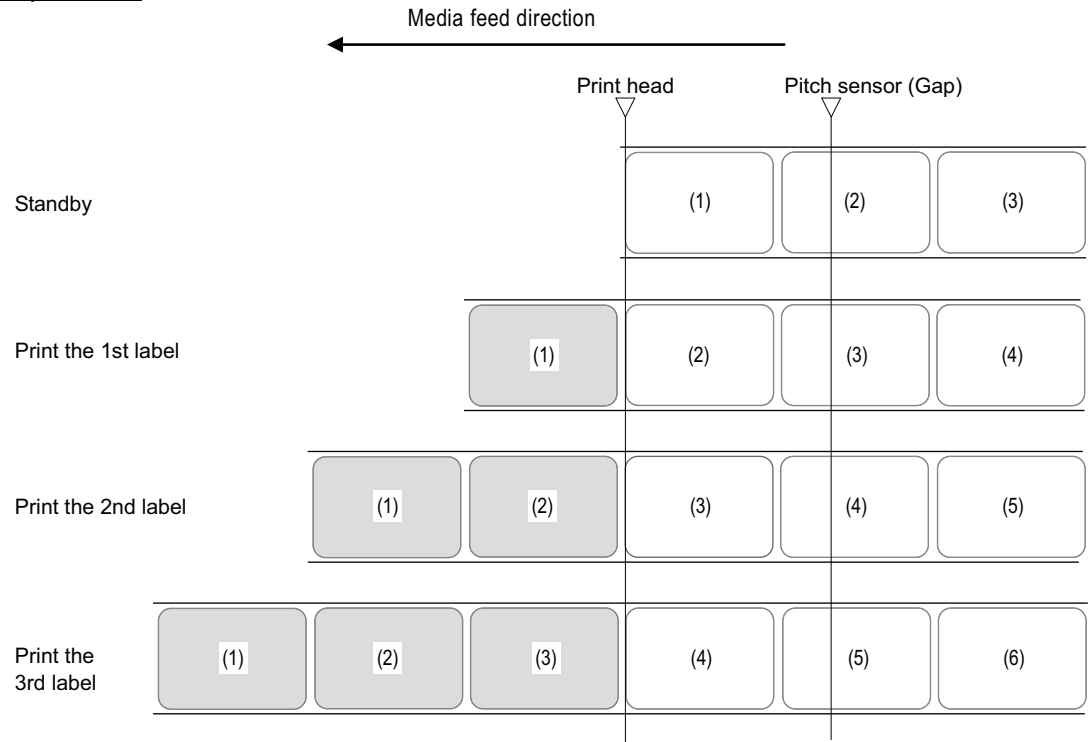 Media feed direction
Print head Pitch sensor (Gap)
Standby (1) (2) (3)
Print the 1st label (1) (2) (3) (4)
Print the 2nd label (1) (2) (3) (4) (5)
Print the
3rd label (1) (2) (3) (4) (5) (6)